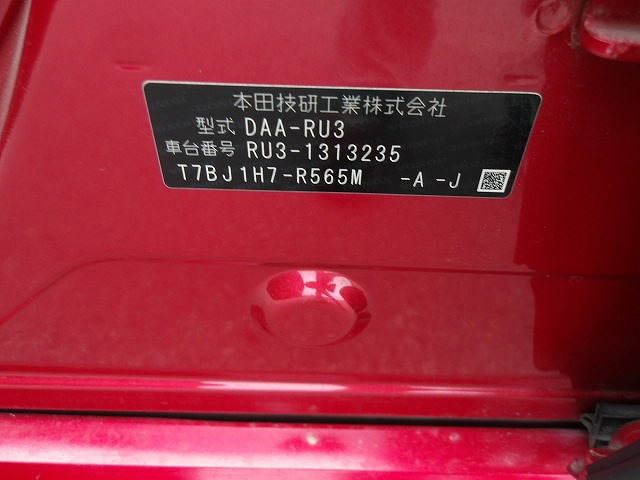 本田技研工業株式会社
型式 DAA-RU3
車台番号 RU3-1313235
T7BJ1H7-R565M -A -J